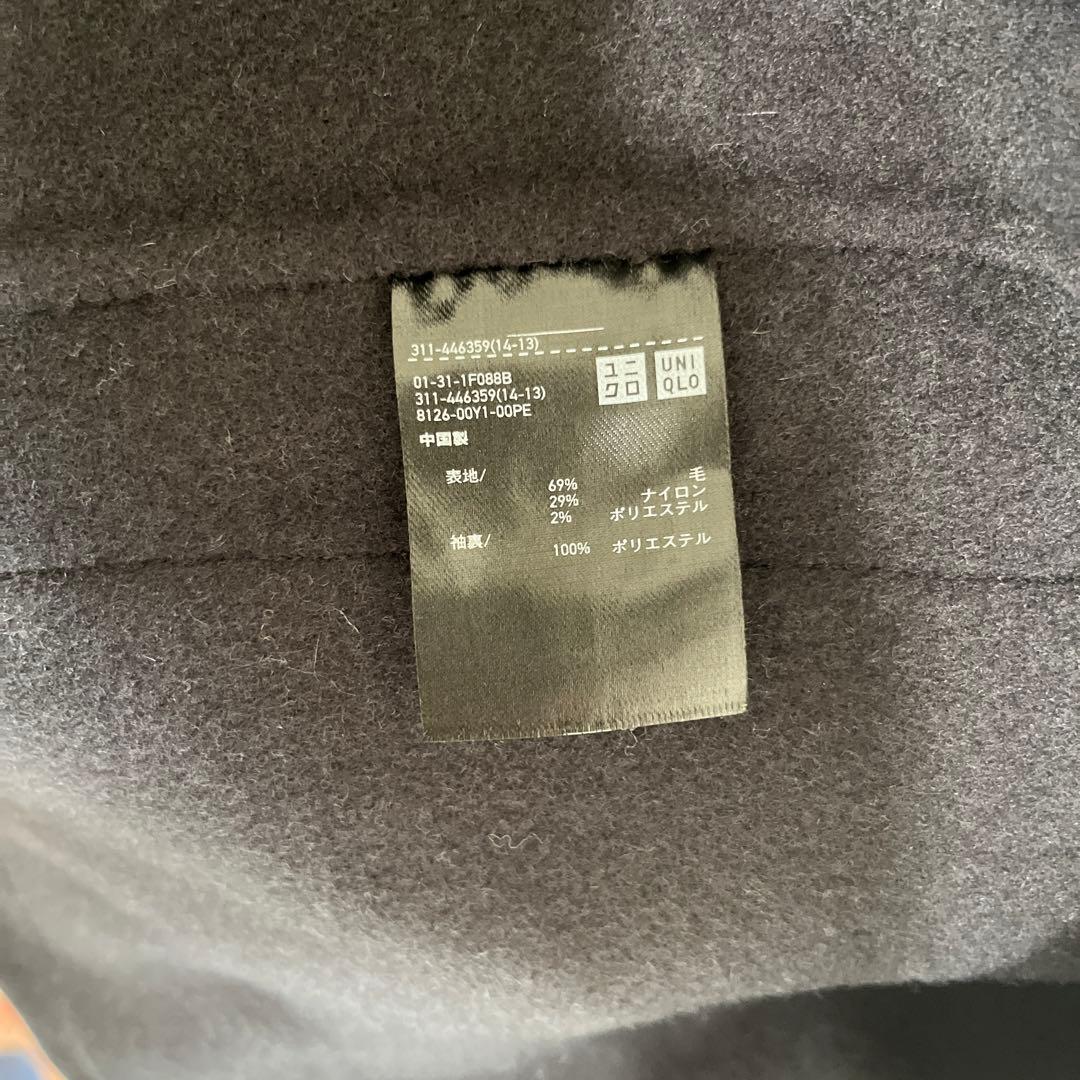 311-446359(14-13)
ユニクロ
UNIQLO
01-31-1F088B
311-446359(14-13)
8126-00Y1-00PE
中国製
表地/
69% 毛
29% ナイロン
2% ポリエステル
袖裏/ 100% ポリエステル